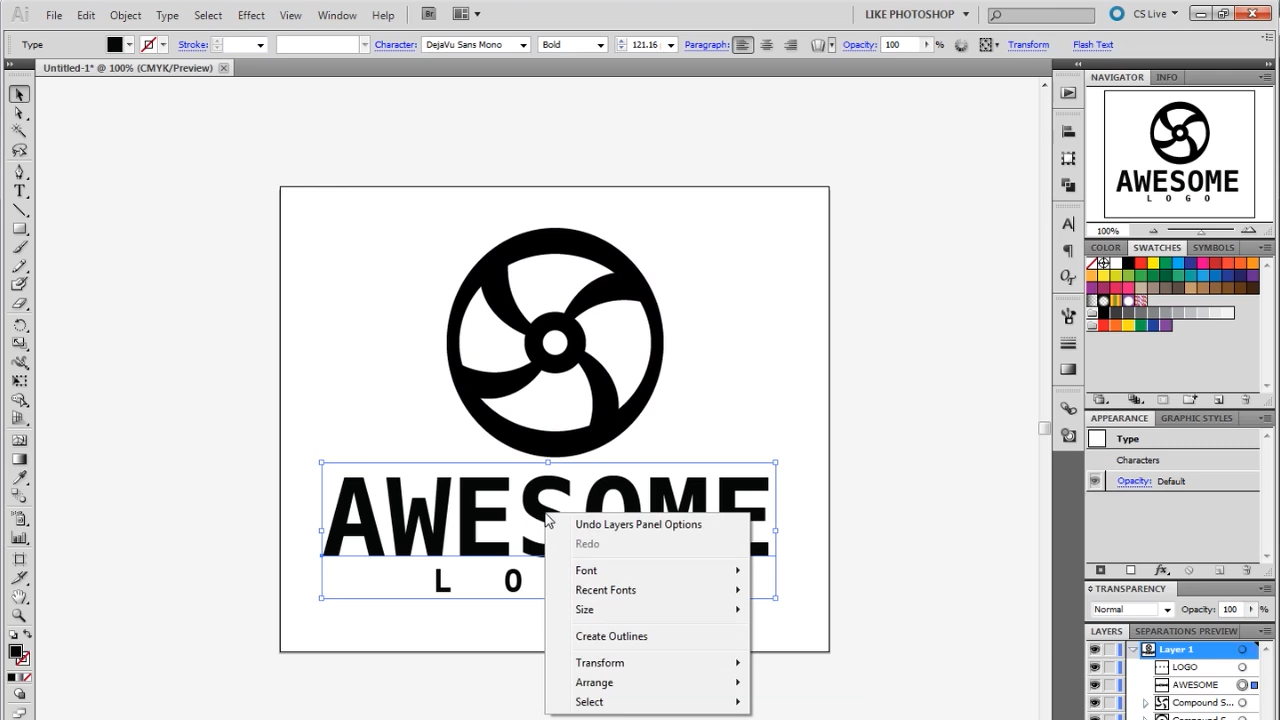 Ai File Edit Object Type Select Effect View Window Help Br LIKE PHOTOSHOP CS Live
Type Stroke: Character: DejaVu Sans Mono Bold 121.16 Paragraph: Opacity: 100 % Transform Flash Text
Untitled-1* @ 100% (CMYK/Preview)
NAVIGATOR INFO
AWESOME
LOGO
100%
COLOR SWATCHES SYMBOLS
APPEARANCE GRAPHIC STYLES
Type
Characters
Opacity: Default
TRANSPARENCY
Normal Opacity: 100 %
LAYERS SEPARATIONS PREVIEW
Layer 1
LOGO
AWESOME
Compound S...
Compound S...
AWESOME
L O
Undo Layers Panel Options
Redo
Font
Recent Fonts
Size
Create Outlines
Transform
Arrange
Select